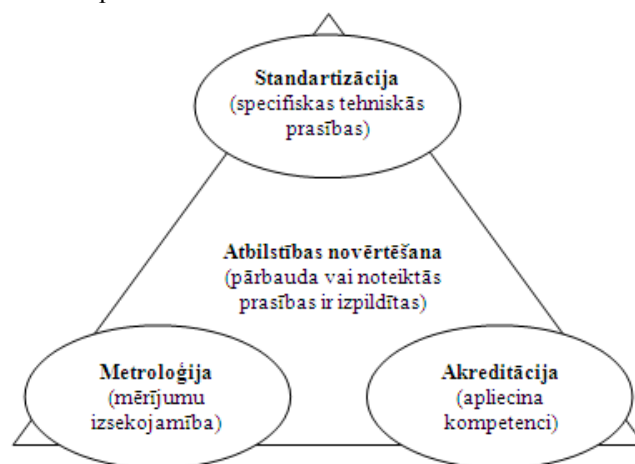 Standartizācija
(specifiskas tehniskās
prasības)
Atbilstības novērtēšana
(pārbauda vai noteiktās
prasības ir izpildītas)
Metroloģija
(mērījumu
izsekojamība)
Akreditācija
(apliecina
kompetenci)